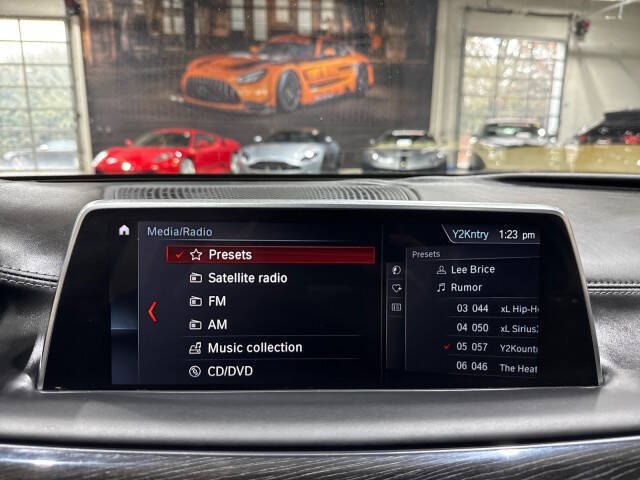 Media/Radio
Y2Kntry 1:23 pm
Presets
Satellite radio
FM
AM
Music collection
CD/DVD
Presets
Lee Brice
Rumor
03 044 xL Hip-H
04 050 xL Sirius
05 057 Y2Kount
06 046 The Heat